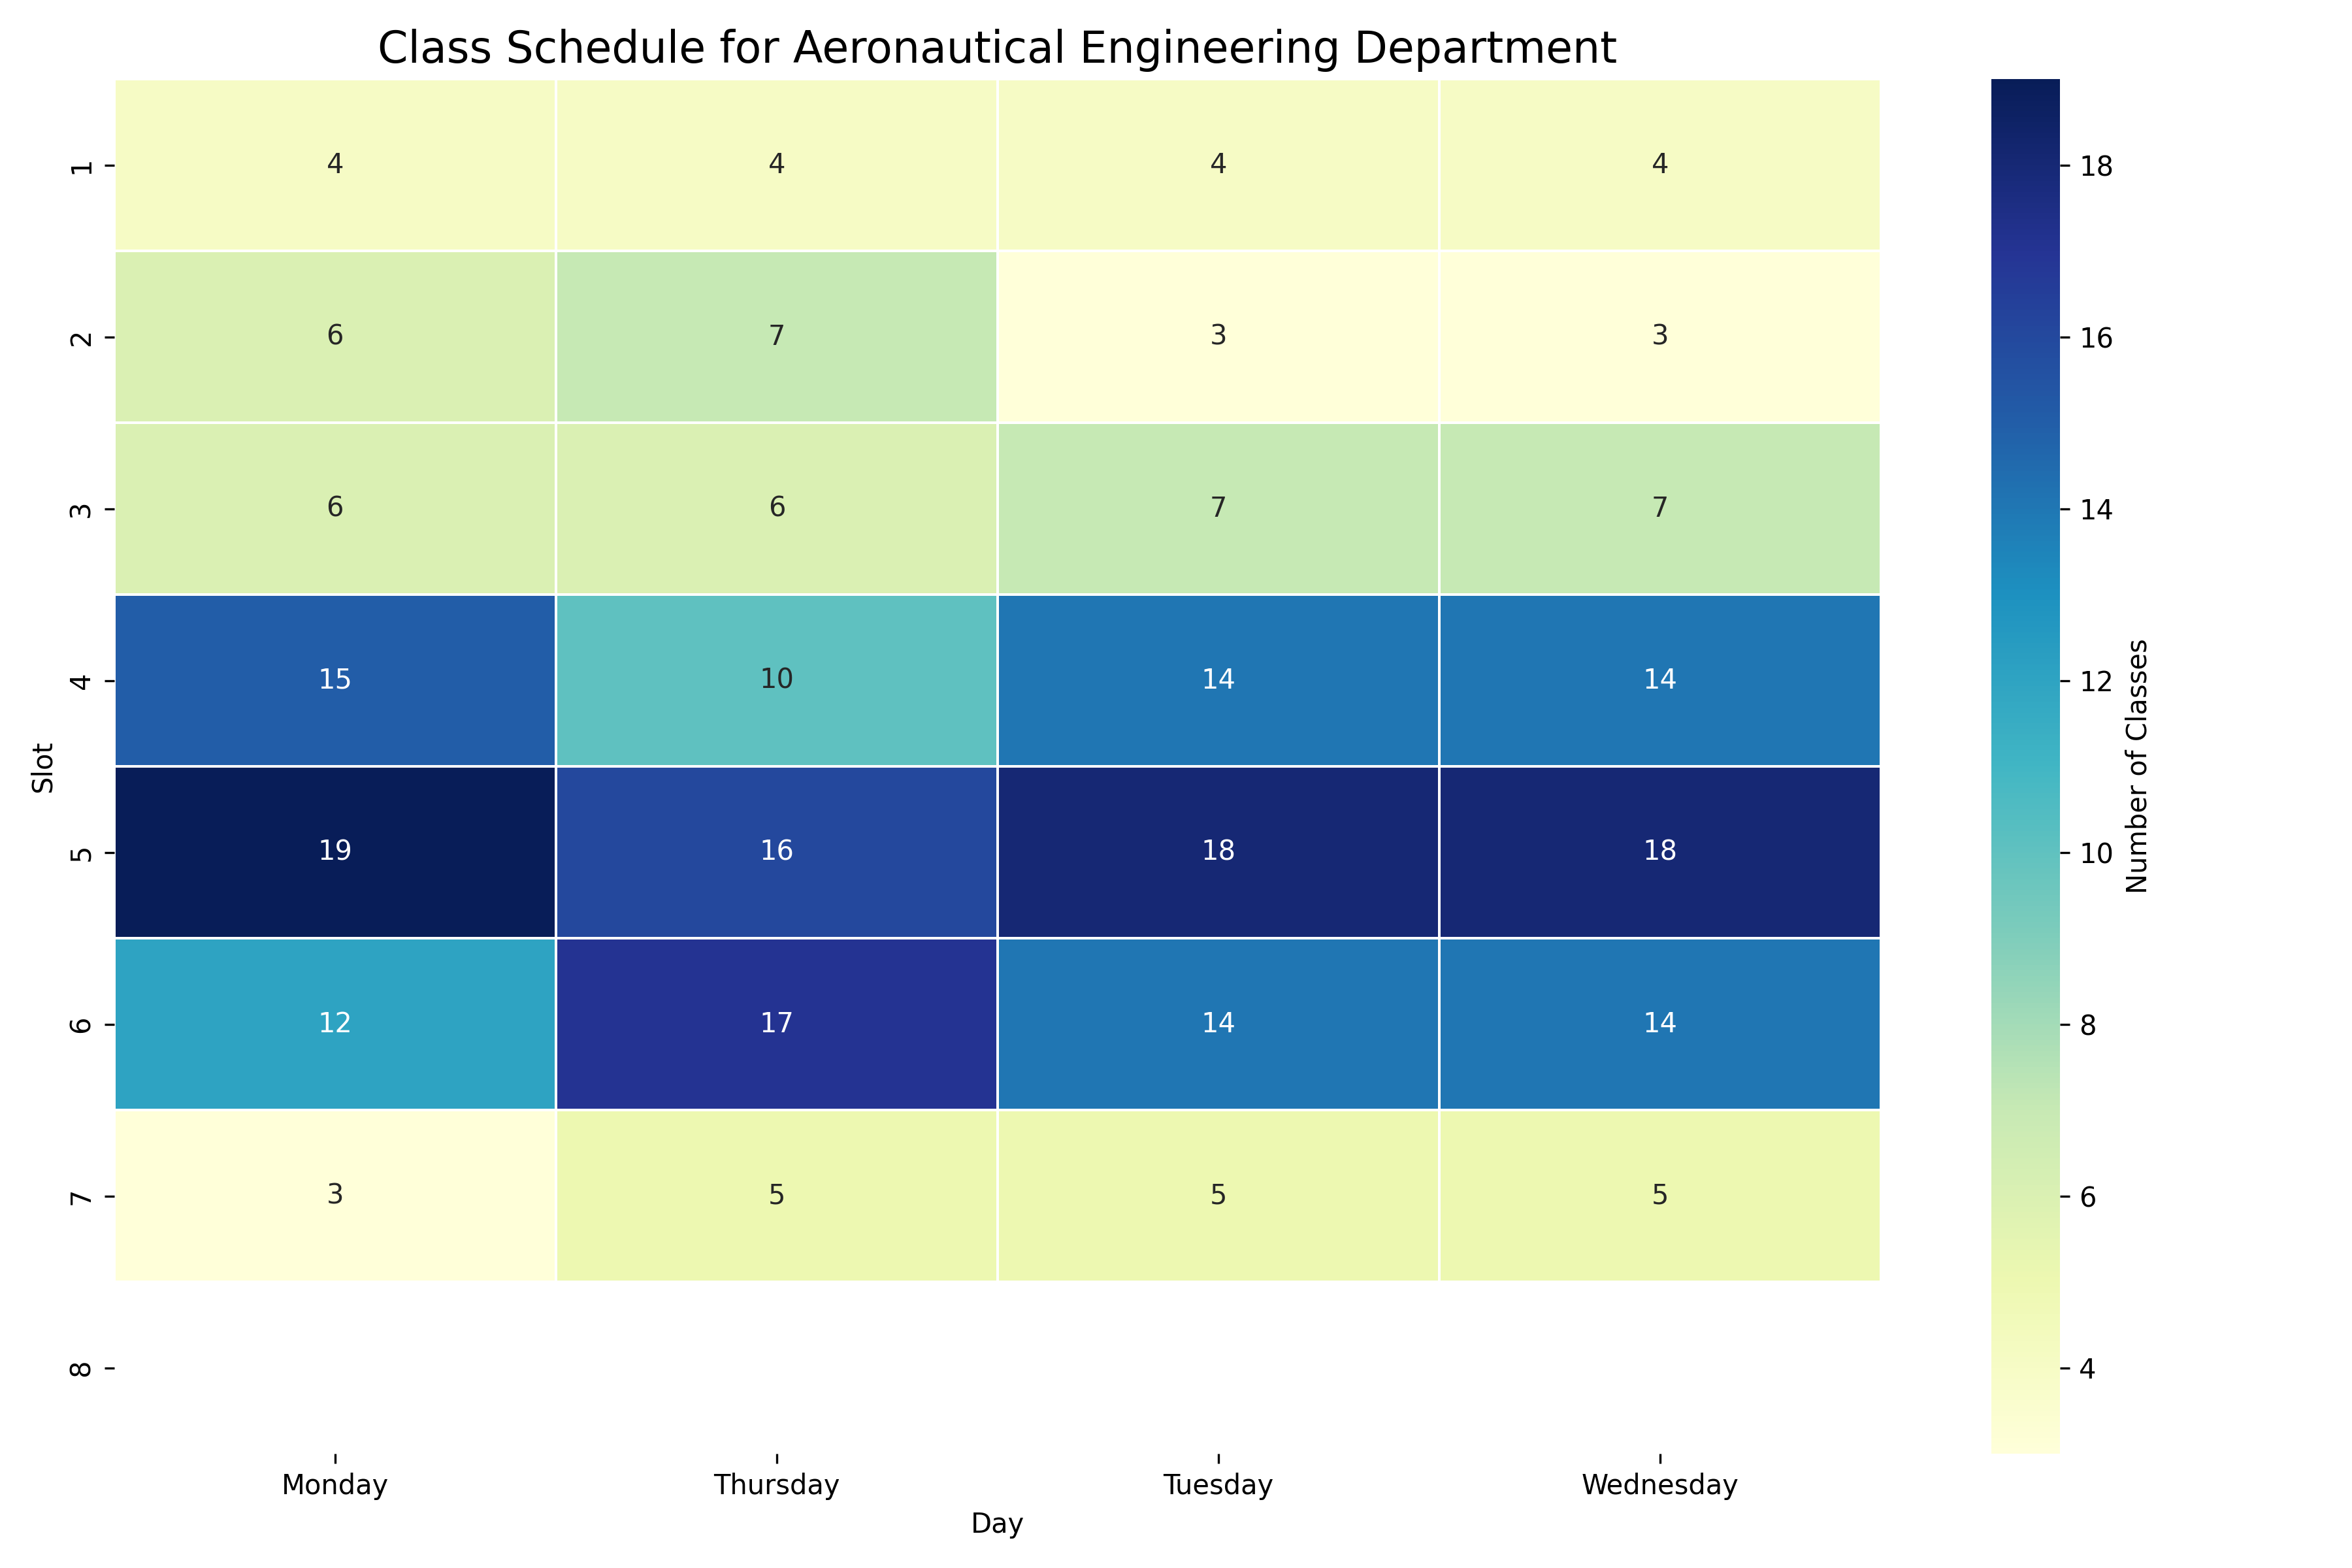 Class Schedule for Aeronautical Engineering Department
1 4 4 4 4
2 6 7 3 3
3 6 6 7 7
4 15 10 14 14
5 19 16 18 18
6 12 17 14 14
7 3 5 5 5
8
Slot
Monday Thursday Tuesday Wednesday
Day
18
16
14
12
10
8
6
4
Number of Classes